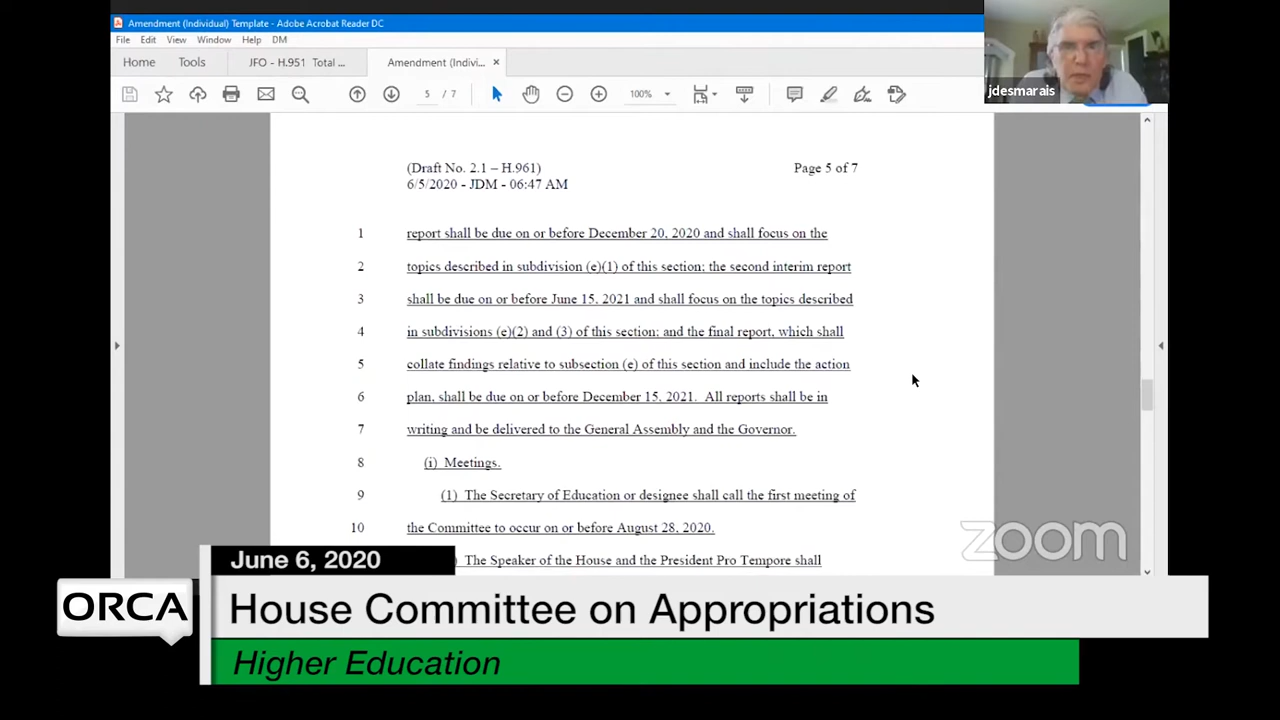 Amendment (Individual) Template - Adobe Acrobat Reader DC
File Edit View Window Help DM
Home Tools JFO - H.951 Total ... Amendment (Indivi... ×
5 / 7 100%
jdesmarais
(Draft No. 2.1 – H.961) Page 5 of 7
6/5/2020 - JDM - 06:47 AM
1 report shall be due on or before December 20, 2020 and shall focus on the
2 topics described in subdivision (e)(1) of this section; the second interim report
3 shall be due on or before June 15, 2021 and shall focus on the topics described
4 in subdivisions (e)(2) and (3) of this section; and the final report, which shall
5 collate findings relative to subsection (e) of this section and include the action
6 plan, shall be due on or before December 15, 2021. All reports shall be in
7 writing and be delivered to the General Assembly and the Governor.
8 (i) Meetings.
9 (1) The Secretary of Education or designee shall call the first meeting of
10 the Committee to occur on or before August 28, 2020.
) The Speaker of the House and the President Pro Tempore shall
zoom
June 6, 2020
ORCA
House Committee on Appropriations
Higher Education